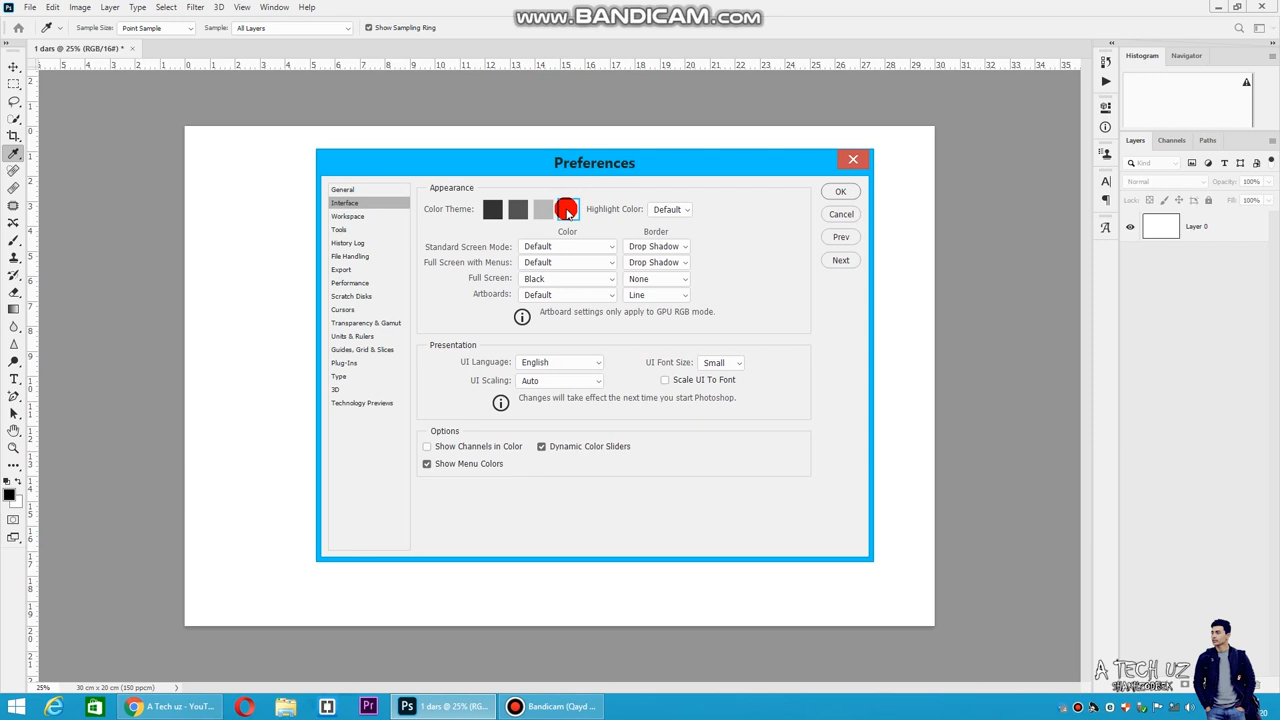 www.BANDICAM.com
File Edit Image Layer Type Select Filter 3D View Window Help
Sample Size: Point Sample Sample: All Layers Show Sampling Ring
1 dars @ 25% (RGB/16#) *
Histogram Navigator
Layers Channels Paths
Kind
Normal Opacity: 100%
Lock: Fill: 100%
Layer 0
Preferences
General
Interface
Workspace
Tools
History Log
File Handling
Export
Performance
Scratch Disks
Cursors
Transparency & Gamut
Units & Rulers
Guides, Grid & Slices
Plug-Ins
Type
3D
Technology Previews
Appearance
Color Theme: Highlight Color: Default
Color Border
Standard Screen Mode: Default Drop Shadow
Full Screen with Menus: Default Drop Shadow
Full Screen: Black None
Artboards: Default Line
Artboard settings only apply to GPU RGB mode.
Presentation
UI Language: English UI Font Size: Small
UI Scaling: Auto Scale UI To Font
Changes will take effect the next time you start Photoshop.
Options
Show Channels in Color Dynamic Color Sliders
Show Menu Colors
OK
Cancel
Prev
Next
A TECH UZ
25% 30 cm x 20 cm (150 ppcm)
A Tech uz - YouT...
1 dars @ 25% (RG...
Bandicam (Qayd ...